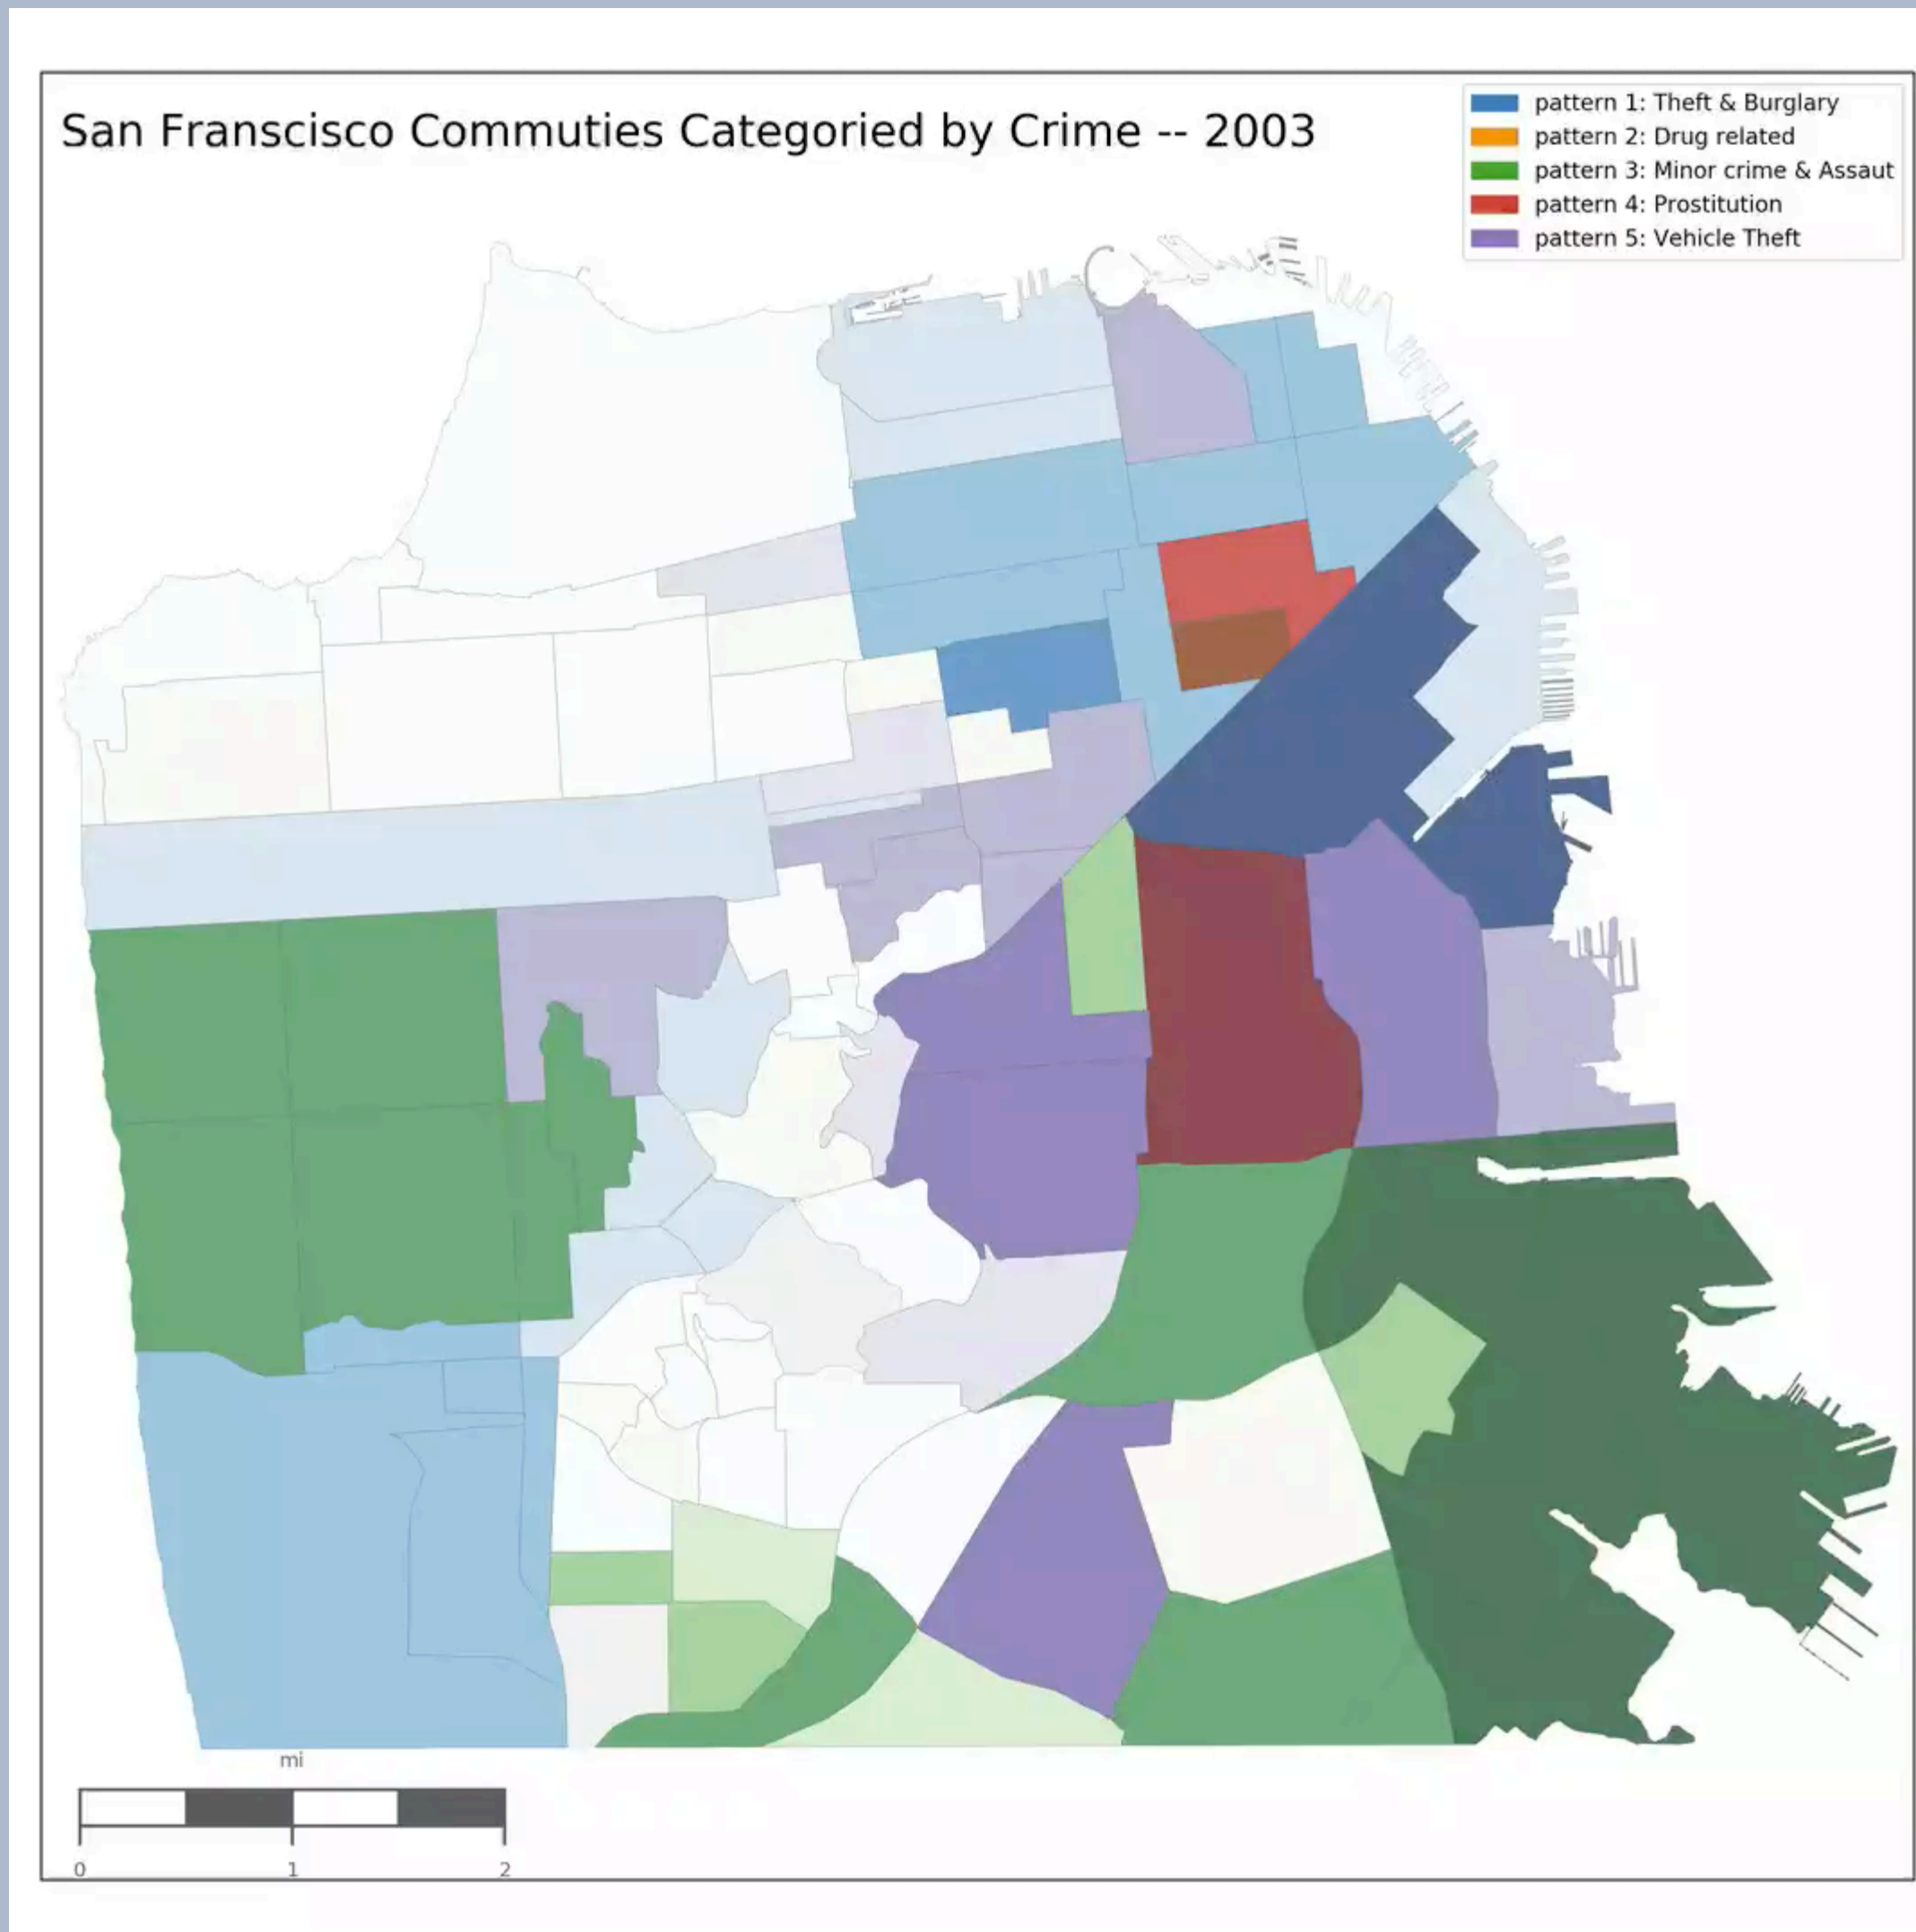 San Franscisco Commuties Categoried by Crime -- 2003
pattern 1: Theft & Burglary
pattern 2: Drug related
pattern 3: Minor crime & Assaut
pattern 4: Prostitution
pattern 5: Vehicle Theft
mi
0 1 2